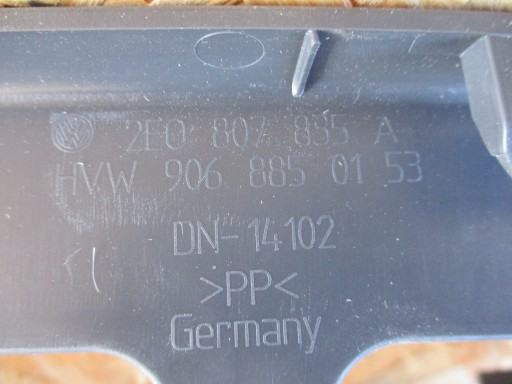 2E0 807 835 A
HVW 906 885 01 53
DN-14102
>PP<
Germany